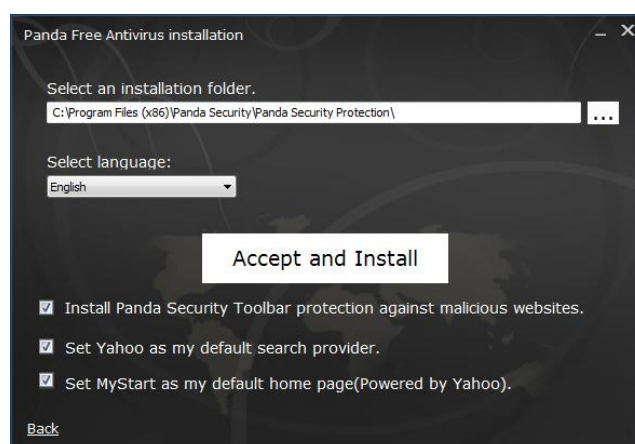 Panda Free Antivirus installation
Select an installation folder.
C:\Program Files (x86)\Panda Security\Panda Security Protection\
...
Select language:
English
Accept and Install
Install Panda Security Toolbar protection against malicious websites.
Set Yahoo as my default search provider.
Set MyStart as my default home page(Powered by Yahoo).
Back